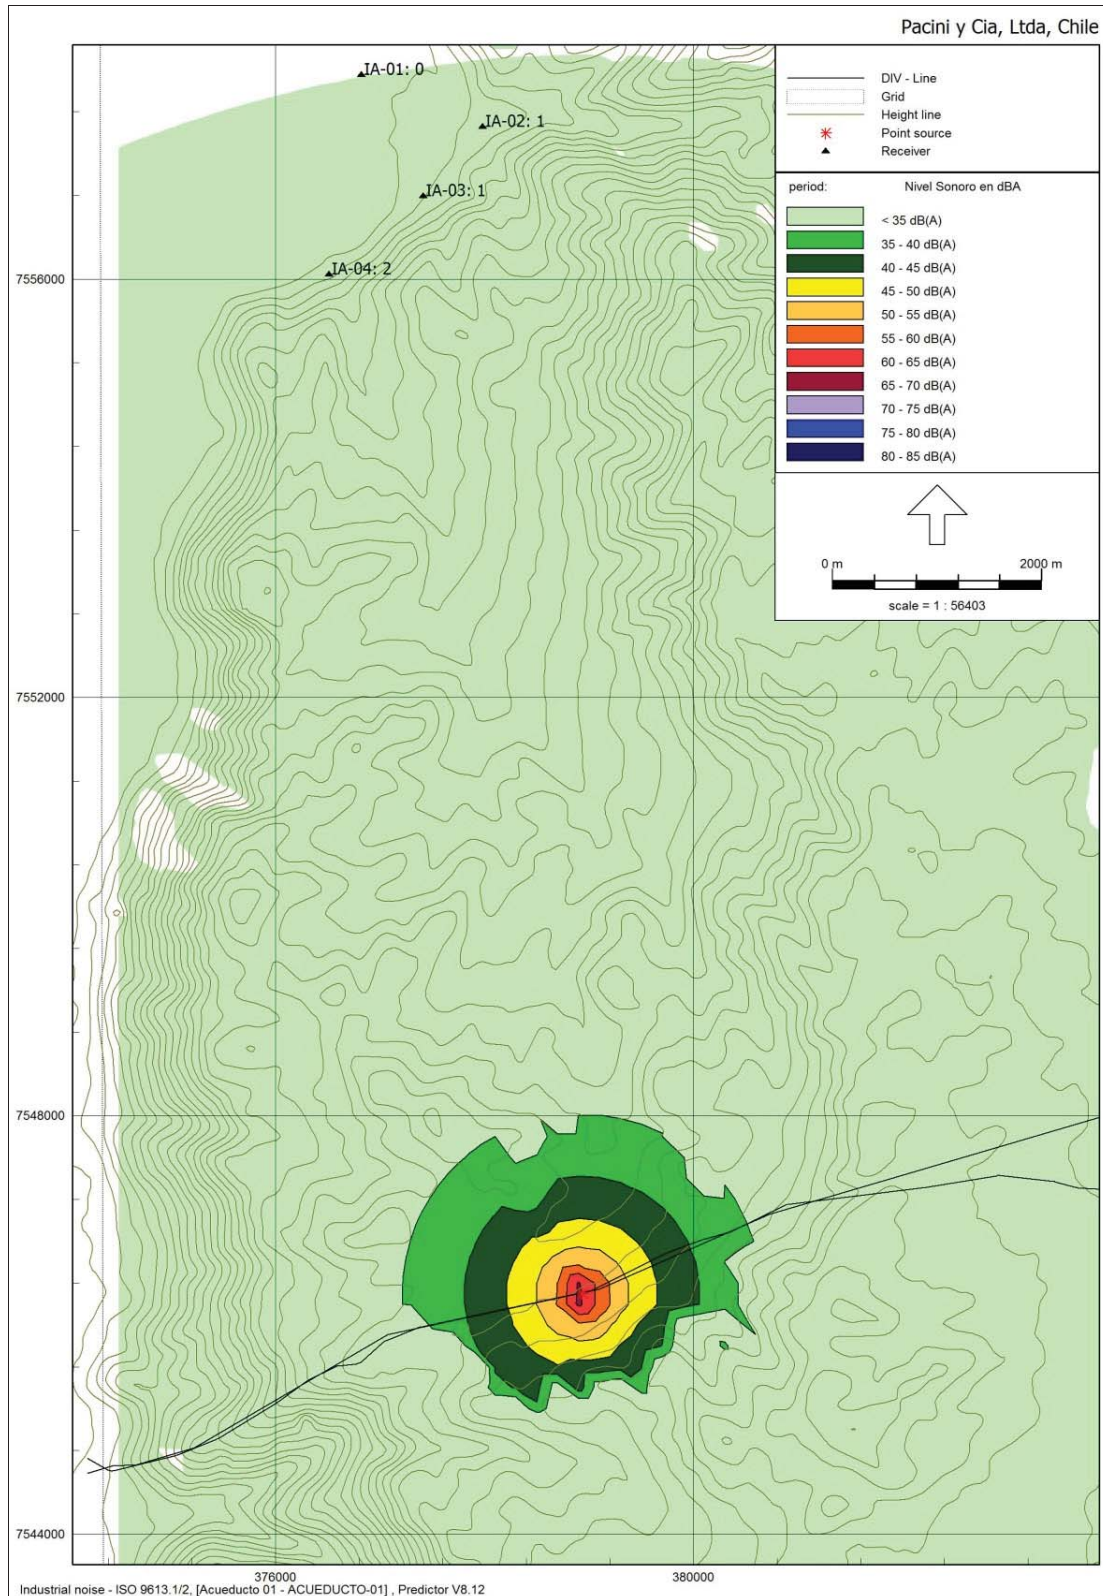 Pacini y Cia, Ltda, Chile
IA-01: 0
IA-02: 1
IA-03: 1
IA-04: 2
DIV - Line
Grid
Height line
Point source
Receiver
period: Nivel Sonoro en dBA
< 35 dB(A)
35 - 40 dB(A)
40 - 45 dB(A)
45 - 50 dB(A)
50 - 55 dB(A)
55 - 60 dB(A)
60 - 65 dB(A)
65 - 70 dB(A)
70 - 75 dB(A)
75 - 80 dB(A)
80 - 85 dB(A)
0 m 2000 m
scale = 1 : 56403
7556000
7552000
7548000
7544000
376000 380000
Industrial noise - ISO 9613.1/2, [Acueducto 01 - ACUEDUCTO-01] , Predictor V8.12